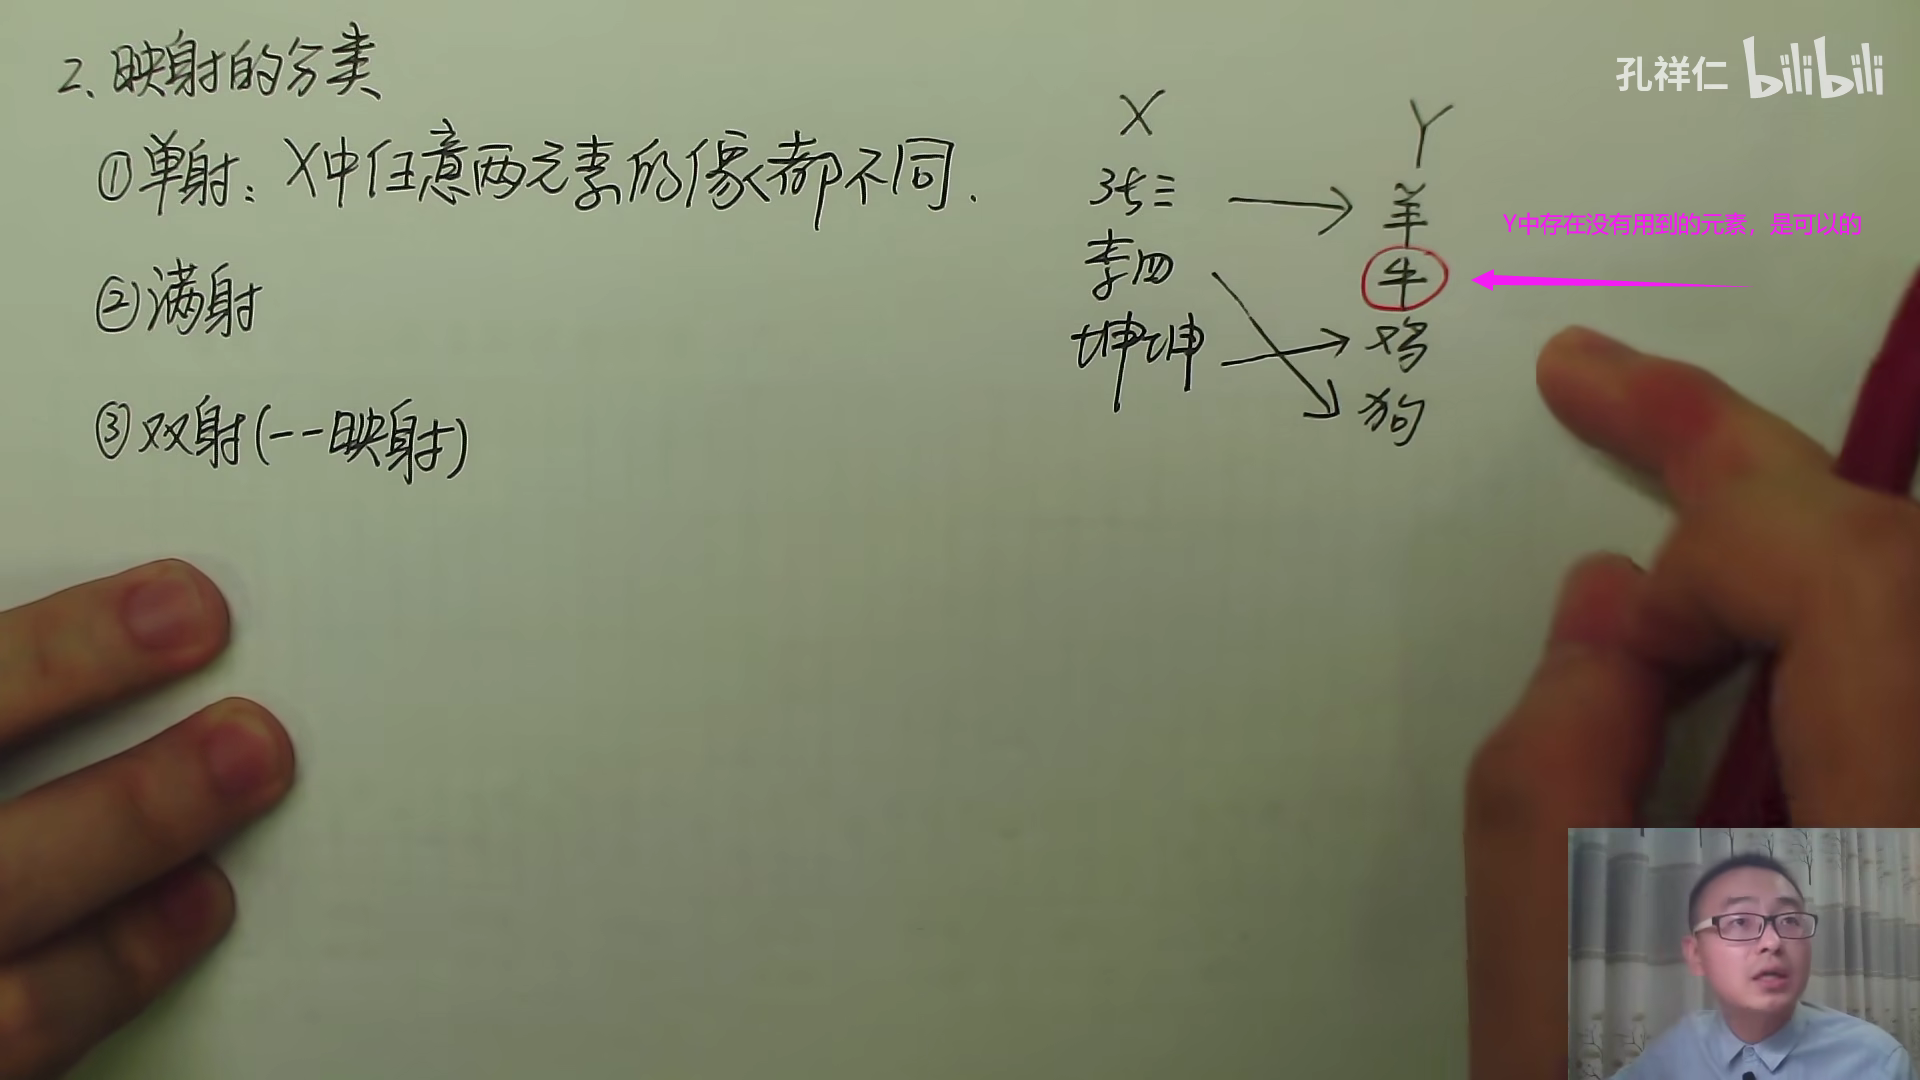 2、映射的分类
①单射：X中任意两元素的像都不同.
②满射
③双射(一一映射)
X
Y
张三
羊
李四
牛
坤坤
鸡
狗
Y中存在没有用到的元素，是可以的
孔祥仁 bilibili